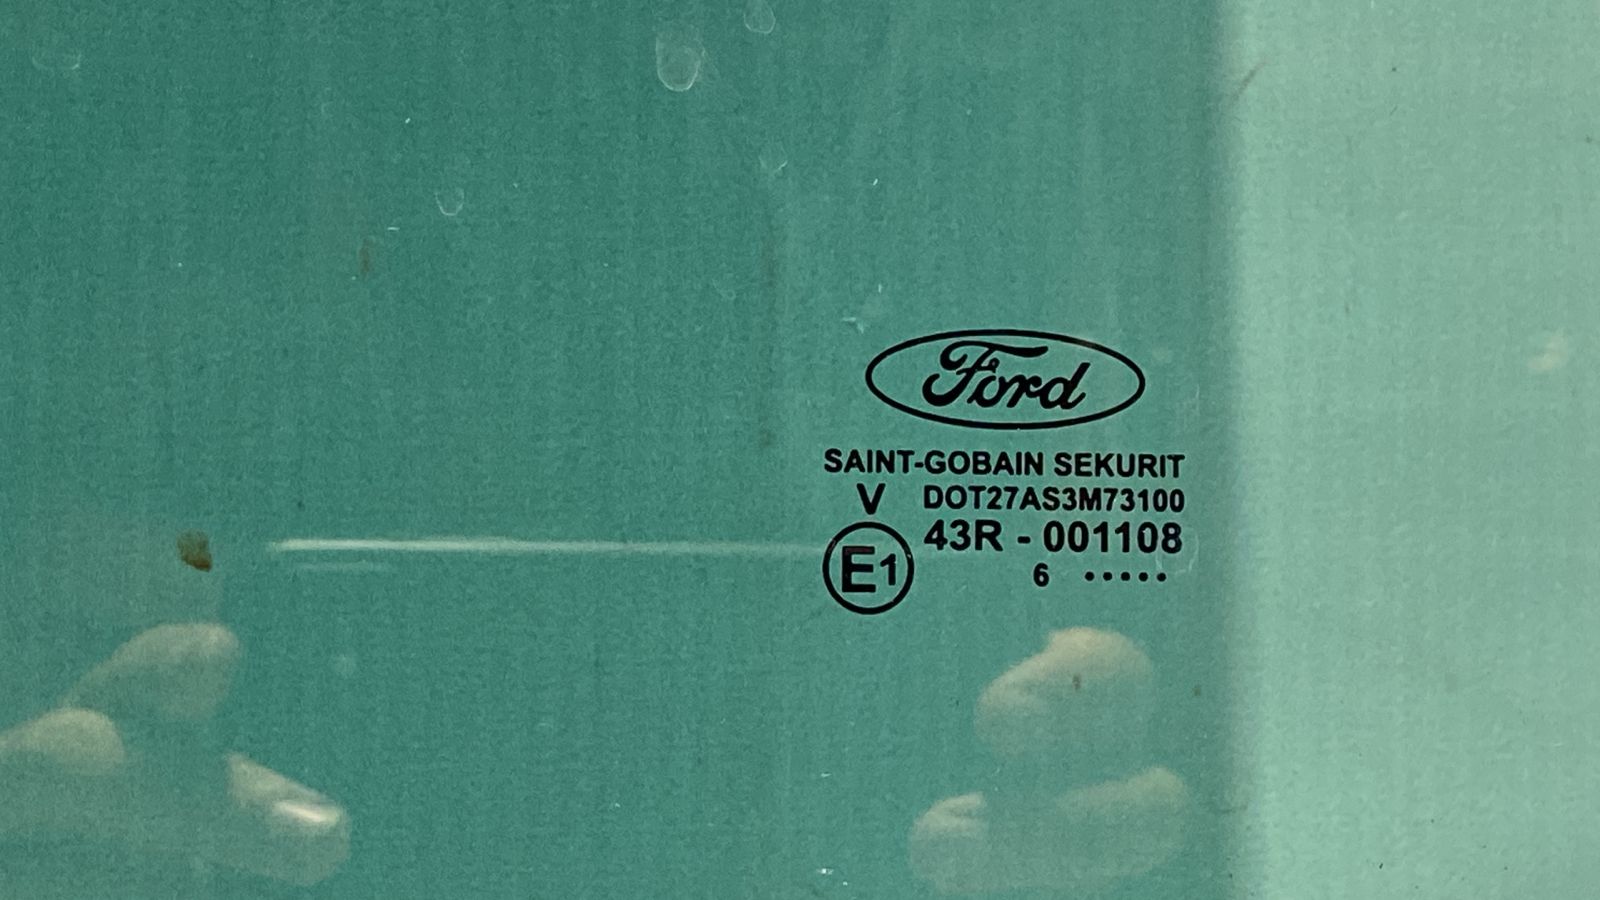 Ford
SAINT-GOBAIN SEKURIT
V DOT27AS3M73100
E1 43R - 001108
6 •••••